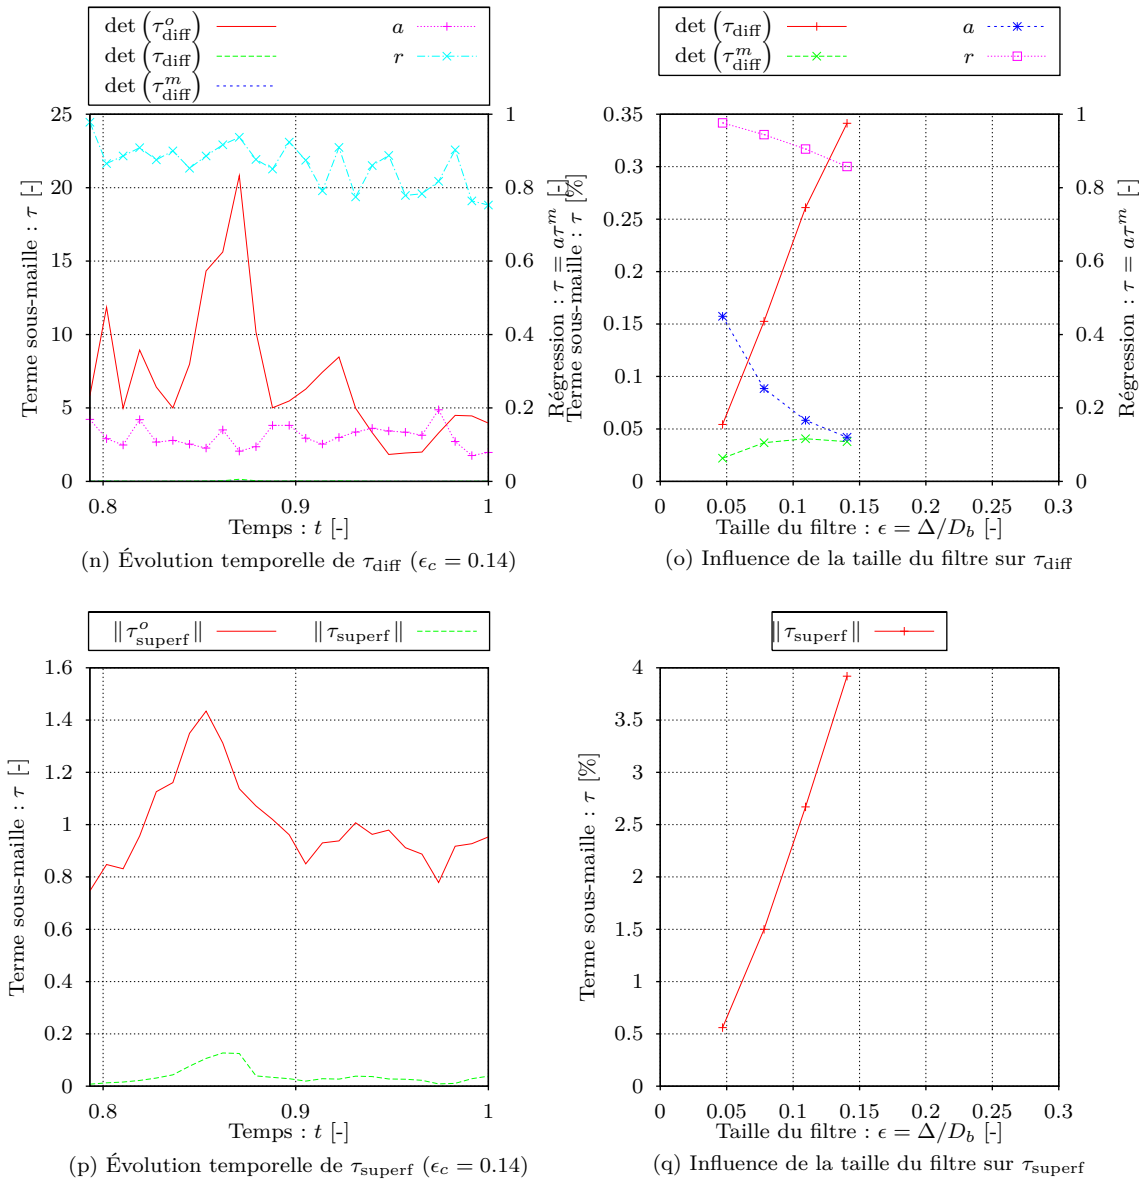 det (τ_diff^o) a
det (τ_diff) r
det (τ_diff^m)
25
20
15
10
5
0
1
0.8
0.6
0.4
0.2
0
0.8 0.9 1
Terme sous-maille : τ [-]
Régression : τ = aτ^m [-]
Temps : t [-]
(n) Évolution temporelle de τ_diff (ϵ_c = 0.14)
det (τ_diff) a
det (τ_diff^m) r
0.35
0.3
0.25
0.2
0.15
0.1
0.05
0
1
0.8
0.6
0.4
0.2
0
0 0.05 0.1 0.15 0.2 0.25 0.3
Terme sous-maille : τ [%]
Régression : τ = aτ^m [-]
Taille du filtre : ϵ = Δ/D_b [-]
(o) Influence de la taille du filtre sur τ_diff
||τ_superf^o|| ||τ_superf||
1.6
1.4
1.2
1
0.8
0.6
0.4
0.2
0
0.8 0.9 1
Terme sous-maille : τ [-]
Temps : t [-]
(p) Évolution temporelle de τ_superf (ϵ_c = 0.14)
||τ_superf||
4
3.5
3
2.5
2
1.5
1
0.5
0
0 0.05 0.1 0.15 0.2 0.25 0.3
Terme sous-maille : τ [%]
Taille du filtre : ϵ = Δ/D_b [-]
(q) Influence de la taille du filtre sur τ_superf